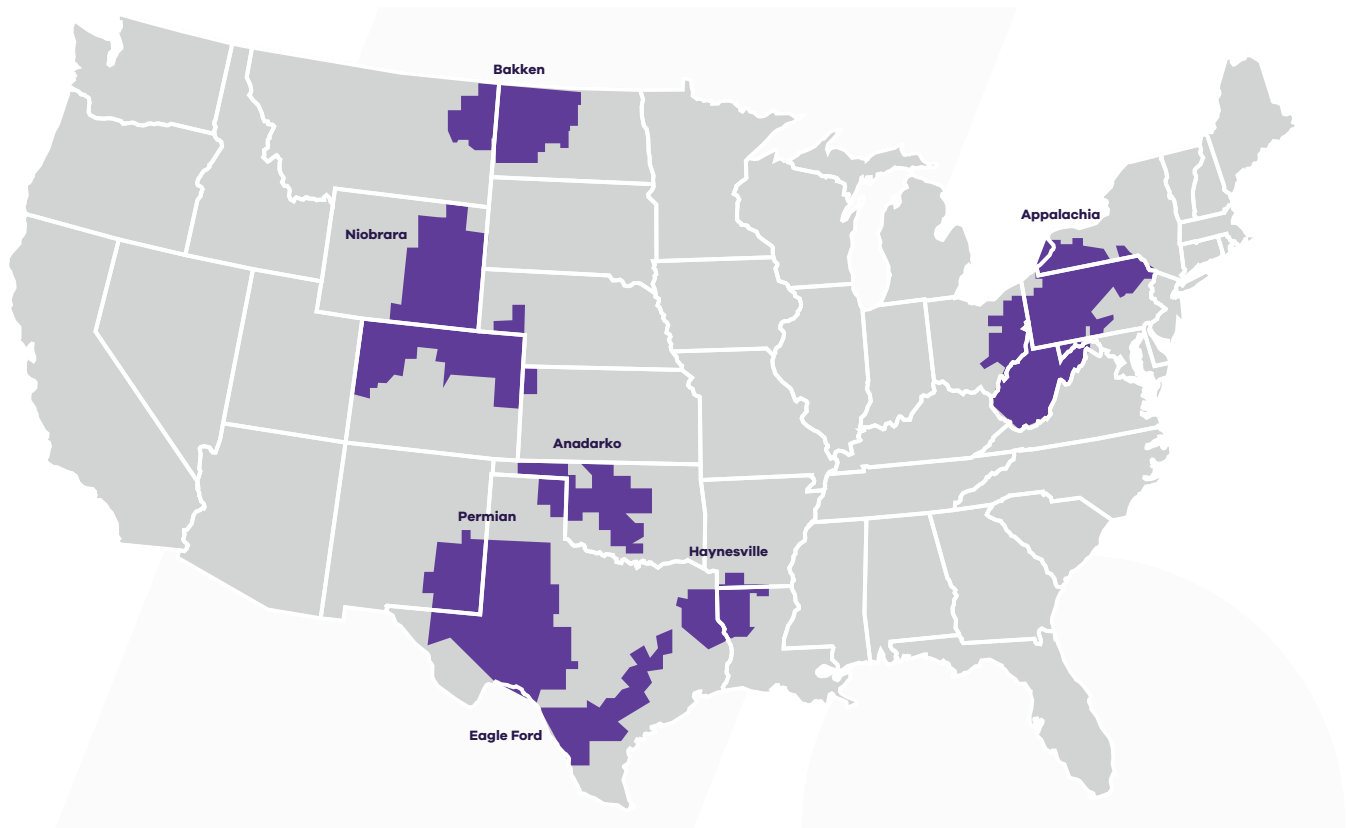 Bakken
Appalachia
Niobrara
Anadarko
Permian
Haynesville
Eagle Ford